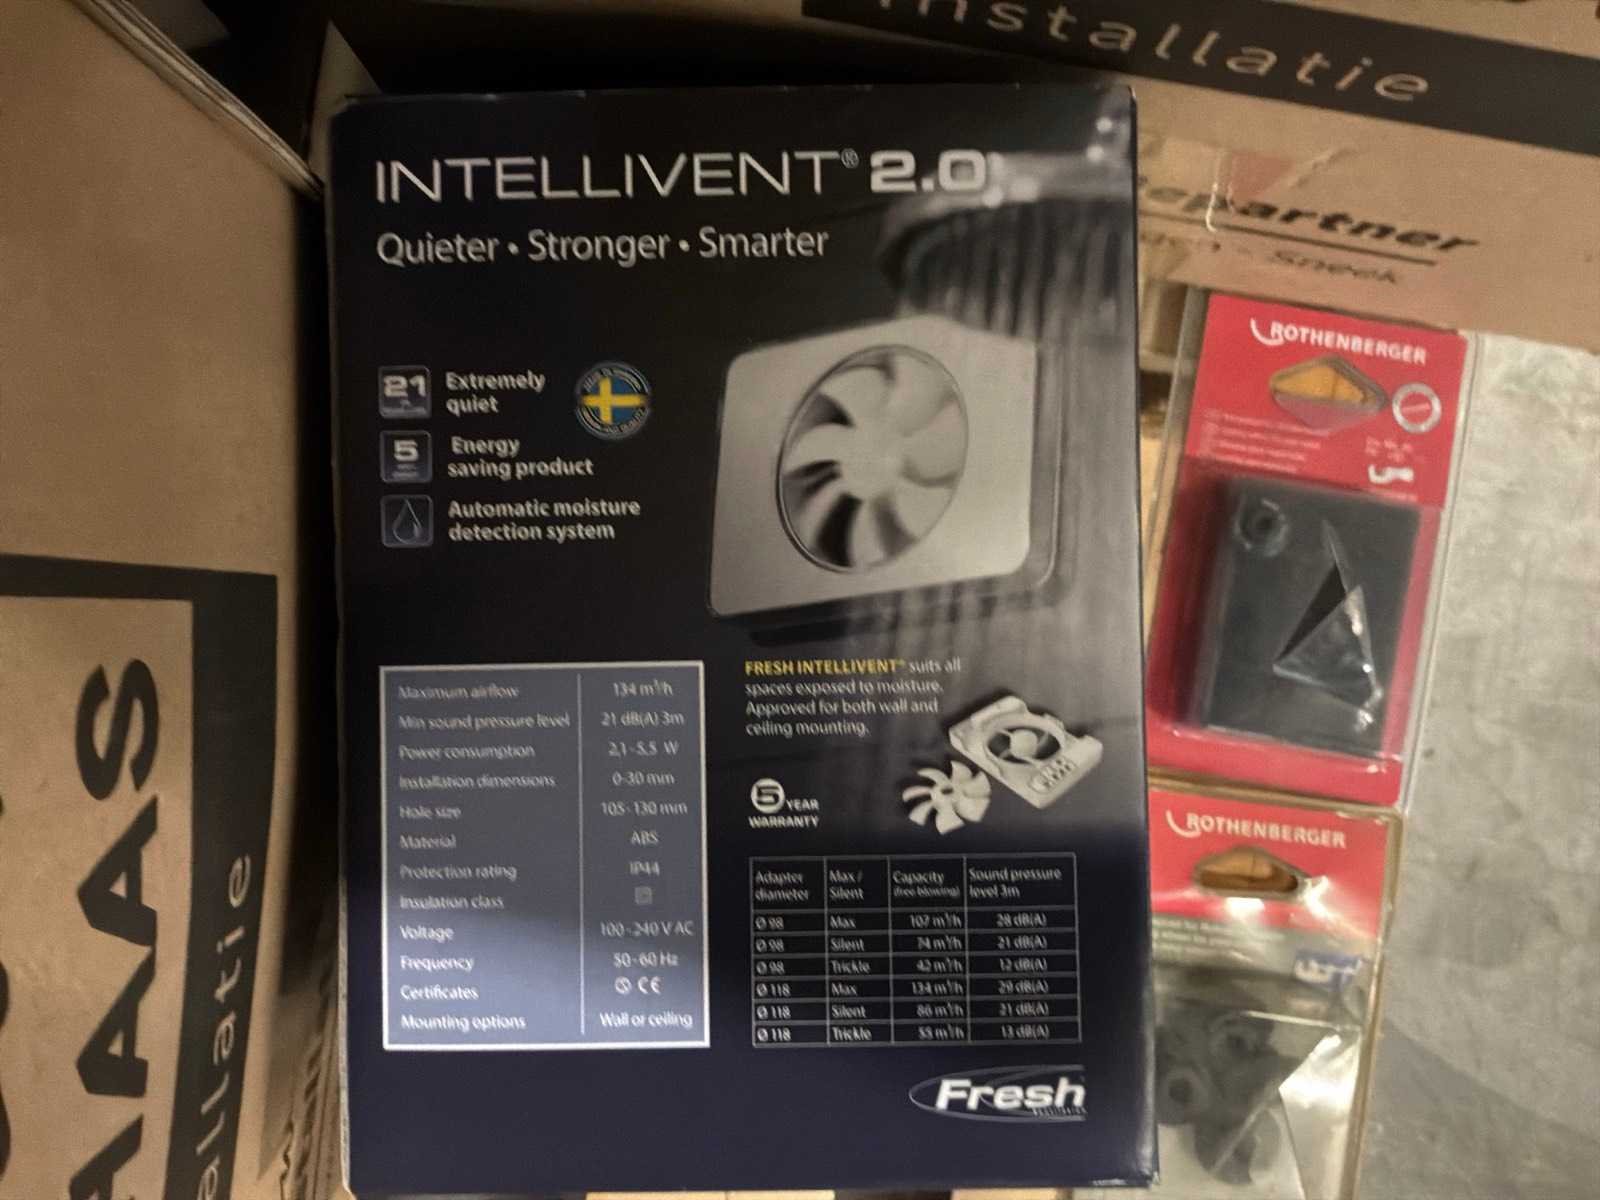 INTELLIVENT® 2.0
Quieter • Stronger • Smarter
21
Extremely
quiet
5
Energy
saving product
Automatic moisture
detection system
Maximum airflow 134 m³/h
Min sound pressure level 21 dB(A) 3m
Power consumption 2,1-5,5 W
Installation dimensions 0-30 mm
Hole size 105-130 mm
Material ABS
Protection rating IP44
Insulation class
Voltage 100-240 V AC
Frequency 50-60 Hz
Certificates CE
Mounting options Wall or ceiling
FRESH INTELLIVENT® suits all
spaces exposed to moisture.
Approved for both wall and
ceiling mounting.
5 YEAR
WARRANTY
Adapter diameter Max / Silent Capacity (free blowing) Sound pressure level 3m
Ø 98 Max 107 m³/h 28 dB(A)
Ø 98 Silent 74 m³/h 21 dB(A)
Ø 98 Trickle 42 m³/h 12 dB(A)
Ø 118 Max 134 m³/h 29 dB(A)
Ø 118 Silent 86 m³/h 21 dB(A)
Ø 118 Trickle 55 m³/h 13 dB(A)
Fresh
nstallatie
epartner
- Sneek
ROTHENBERGER
ROTHENBERGER
AAS
allatie